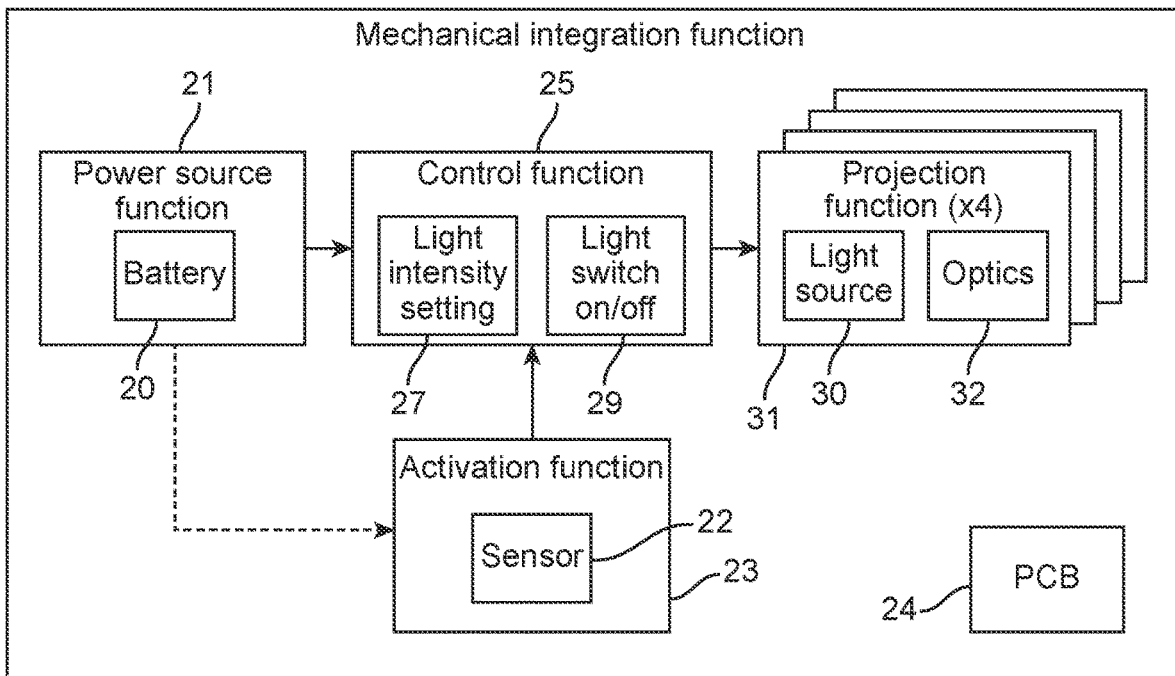 Mechanical integration function
21
25
Power source
function
Battery
20
Control function
Light
intensity
setting
27
Light
switch
on/off
29
Projection
function (x4)
Light
source
30
Optics
32
31
Activation function
Sensor
22
23
PCB
24